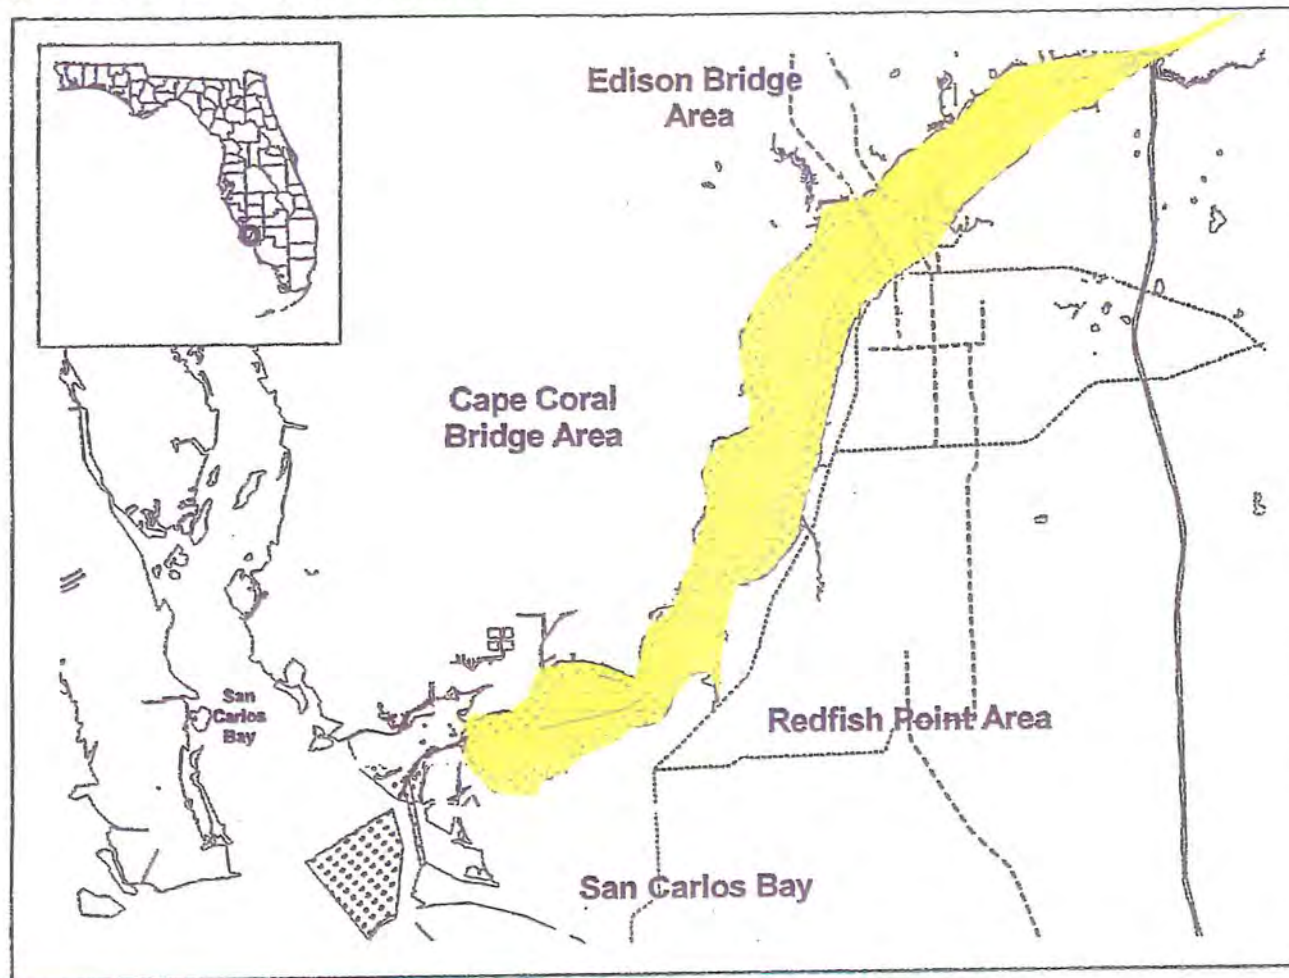 Edison Bridge
Area
Cape Coral
Bridge Area
San
Carlos
Bay
Redfish Point Area
San Carlos Bay